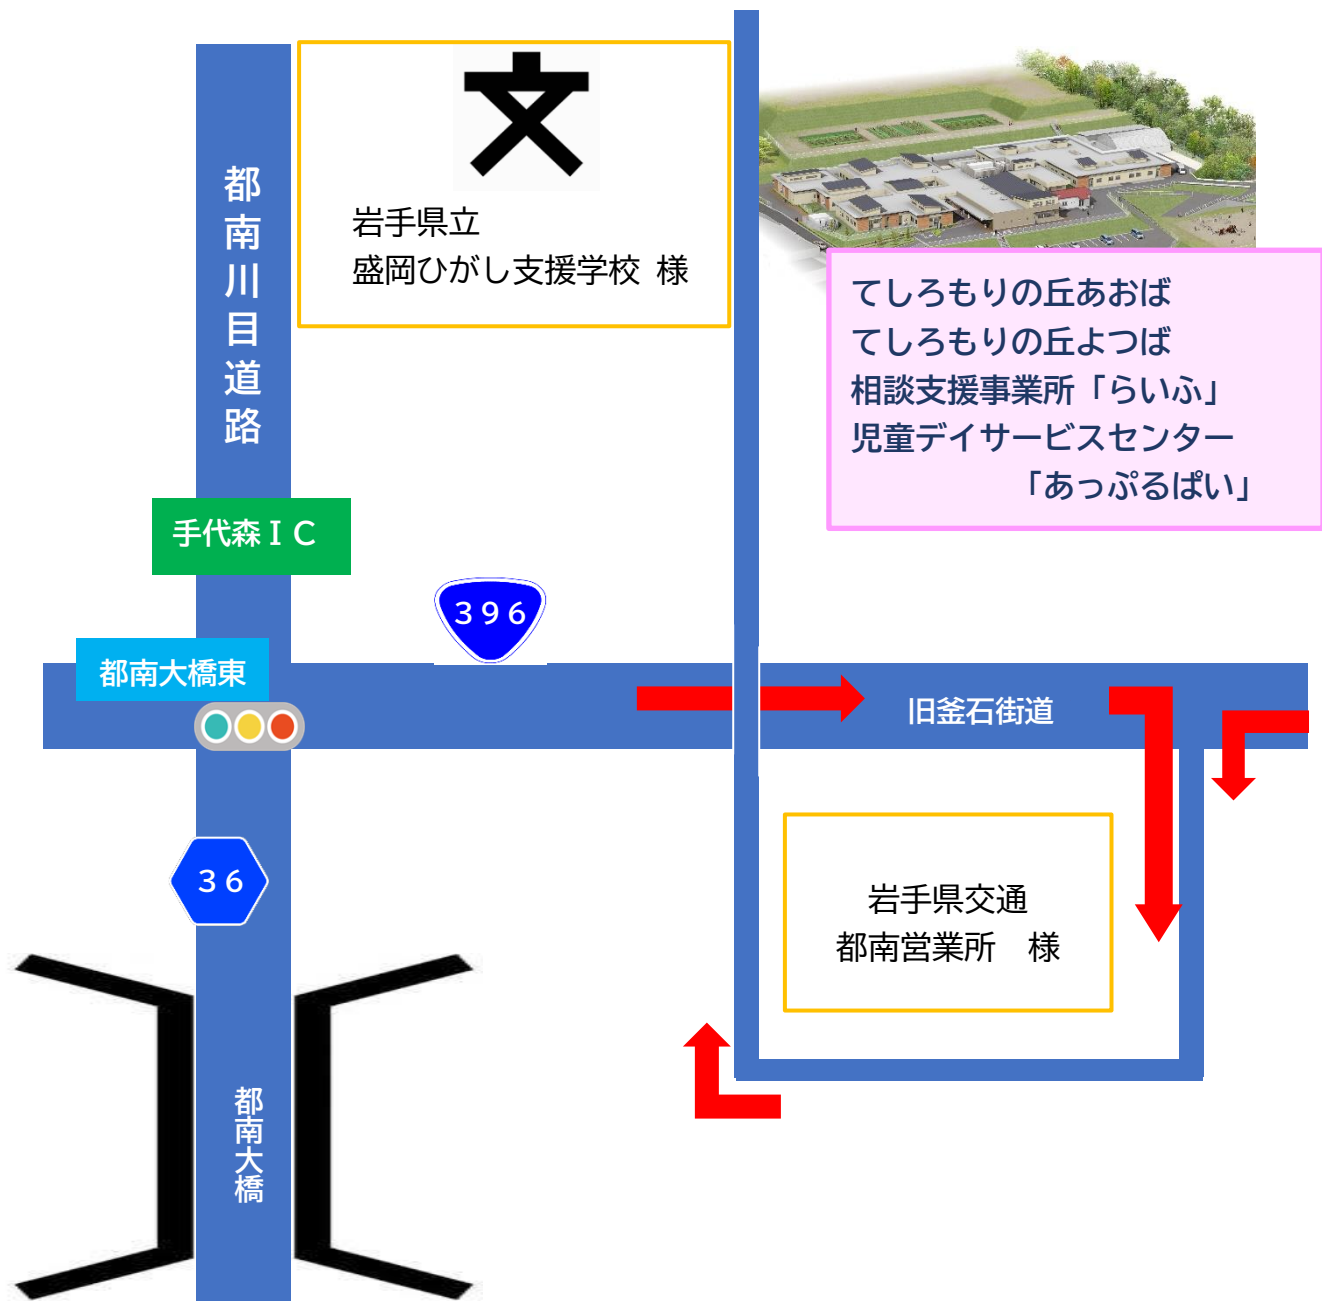 都南川目道路
岩手県立
盛岡ひがし支援学校 様
てしろもりの丘あおば
てしろもりの丘よつば
相談支援事業所「らいふ」
児童デイサービスセンター
「あっぷるぱい」
手代森ＩＣ
３９６
都南大橋東
旧釜石街道
３６
岩手県交通
都南営業所　様
都南大橋